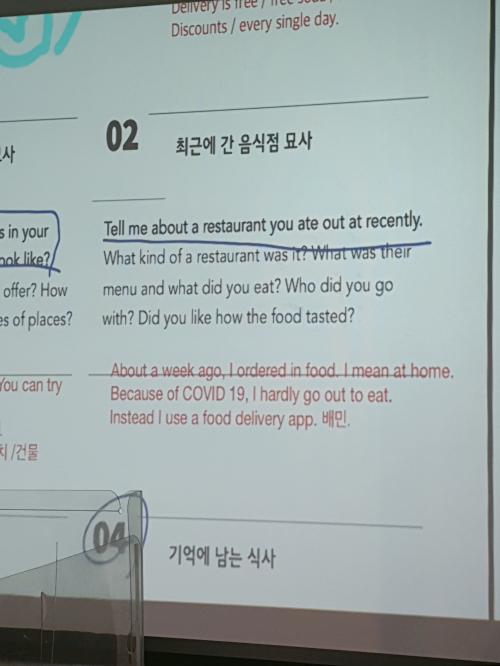 Delivery is free / free
Discounts / every single day.
사
02
최근에 간 음식점 묘사
s in your
ook like?
offer? How
es of places?
Tell me about a restaurant you ate out at recently.
What kind of a restaurant was it? What was their
menu and what did you eat? Who did you go
with? Did you like how the food tasted?
You can try
치 /건물
About a week ago, I ordered in food. I mean at home.
Because of COVID 19, I hardly go out to eat.
Instead I use a food delivery app. 배민.
04
기억에 남는 식사